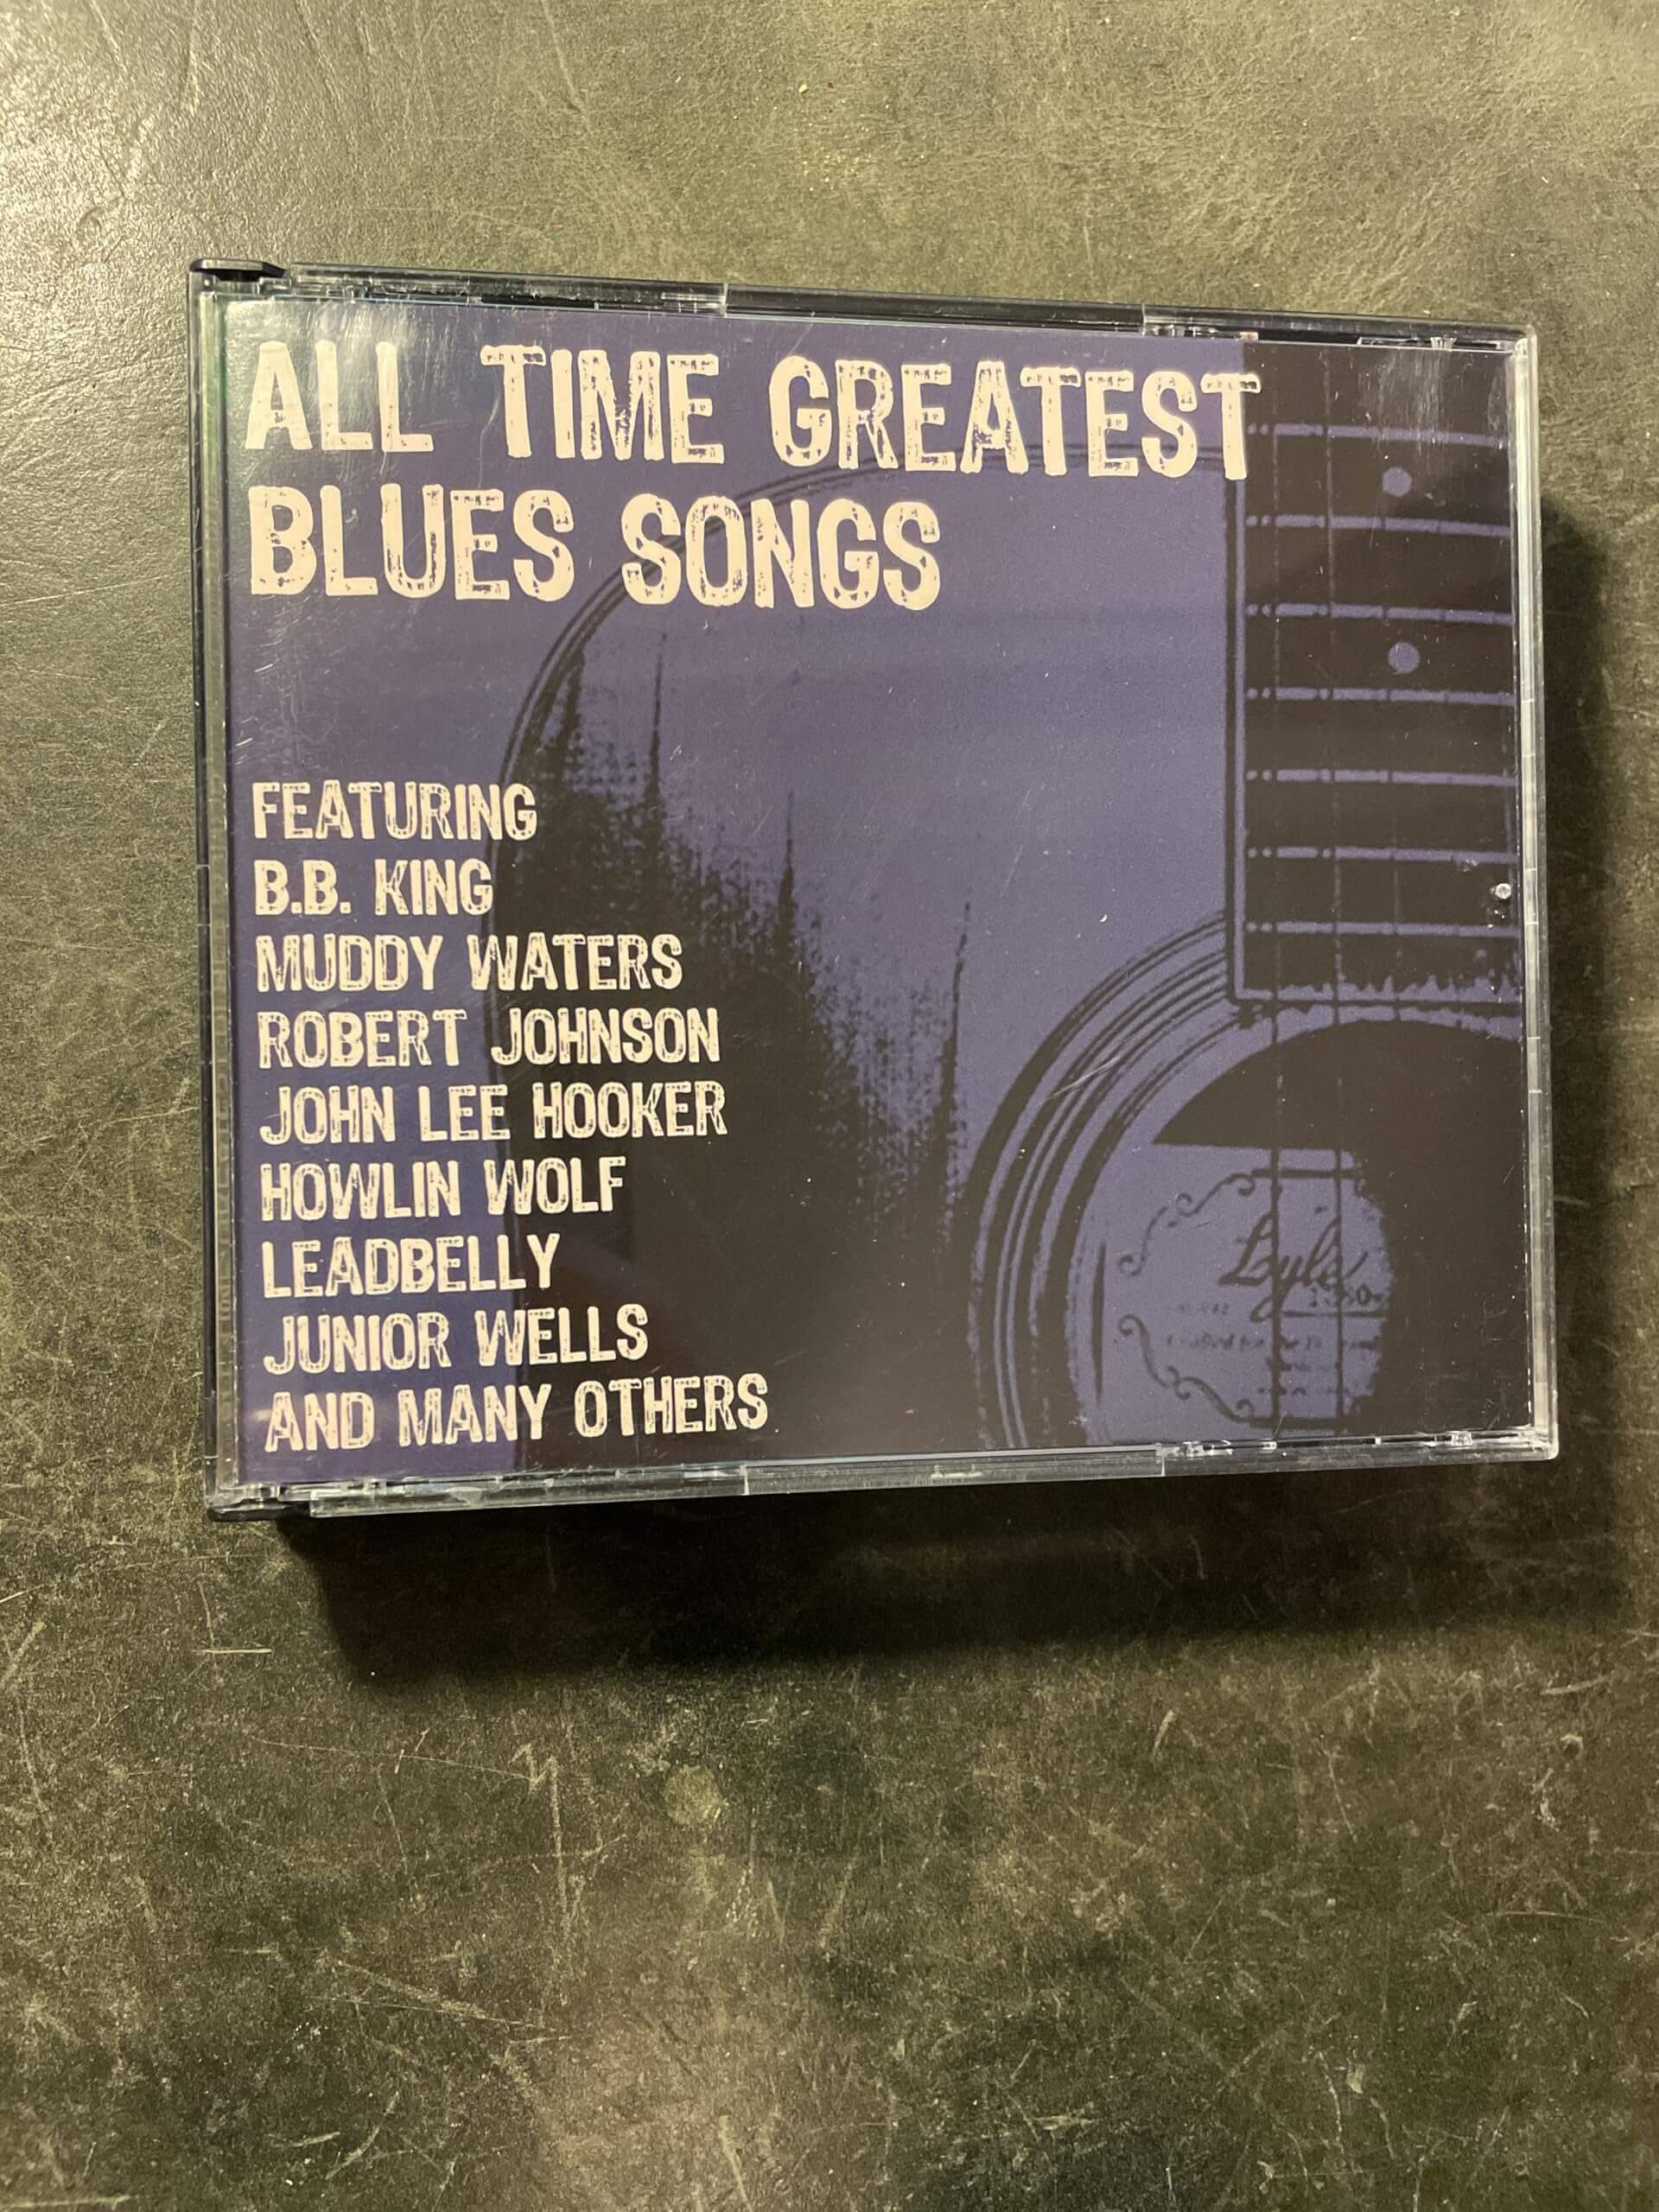 ALL TIME GREATEST
BLUES SONGS
FEATURING
B.B. KING
MUDDY WATERS
ROBERT JOHNSON
JOHN LEE HOOKER
HOWLIN WOLF
LEADBELLY
JUNIOR WELLS
AND MANY OTHERS
Lyle